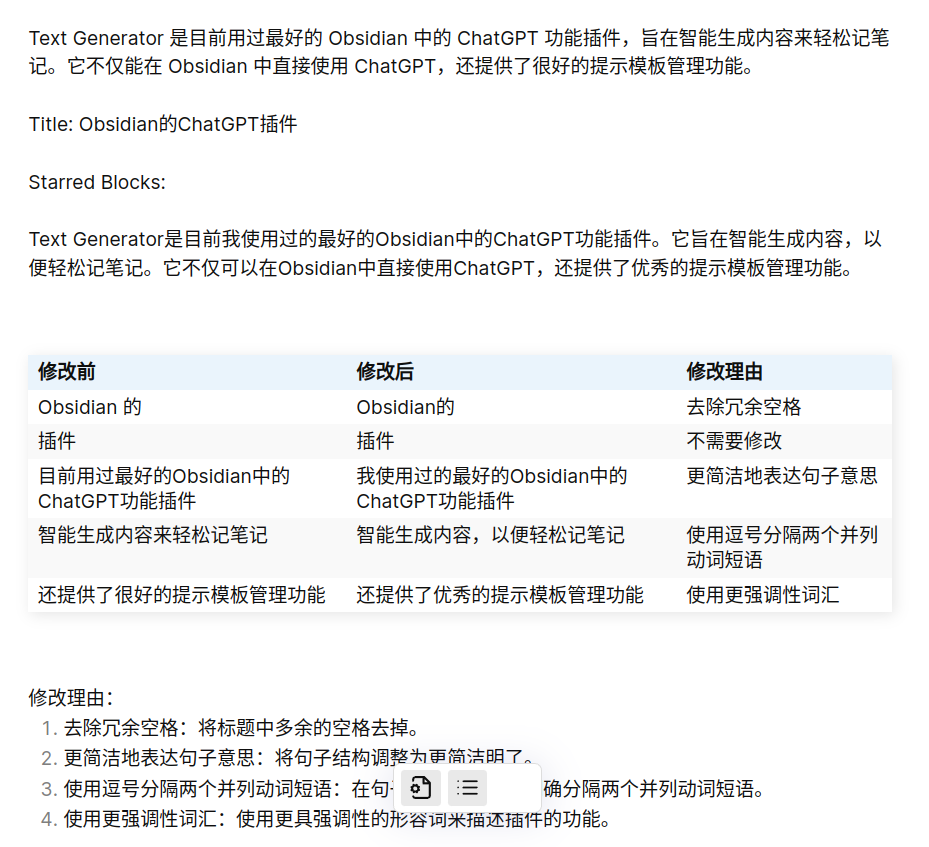 Text Generator 是目前用过最好的 Obsidian 中的 ChatGPT 功能插件，旨在智能生成内容来轻松记笔
记。它不仅能在 Obsidian 中直接使用 ChatGPT，还提供了很好的提示模板管理功能。
Title: Obsidian的ChatGPT插件
Starred Blocks:
Text Generator是目前我使用过的最好的Obsidian中的ChatGPT功能插件。它旨在智能生成内容，以
便轻松记笔记。它不仅可以在Obsidian中直接使用ChatGPT，还提供了优秀的提示模板管理功能。
修改前 修改后 修改理由
Obsidian 的 Obsidian的 去除冗余空格
插件 插件 不需要修改
目前用过最好的Obsidian中的 我使用过的最好的Obsidian中的 更简洁地表达句子意思
ChatGPT功能插件 ChatGPT功能插件
智能生成内容来轻松记笔记 智能生成内容，以便轻松记笔记 使用逗号分隔两个并列
动词短语
还提供了很好的提示模板管理功能 还提供了优秀的提示模板管理功能 使用更强调性词汇
修改理由：
1. 去除冗余空格：将标题中多余的空格去掉。
2. 更简洁地表达句子意思：将句子结构调整为更简洁明了。
3. 使用逗号分隔两个并列动词短语：在句 确分隔两个并列动词短语。
4. 使用更强调性词汇：使用更具强调性的形容词来描述插件的功能。